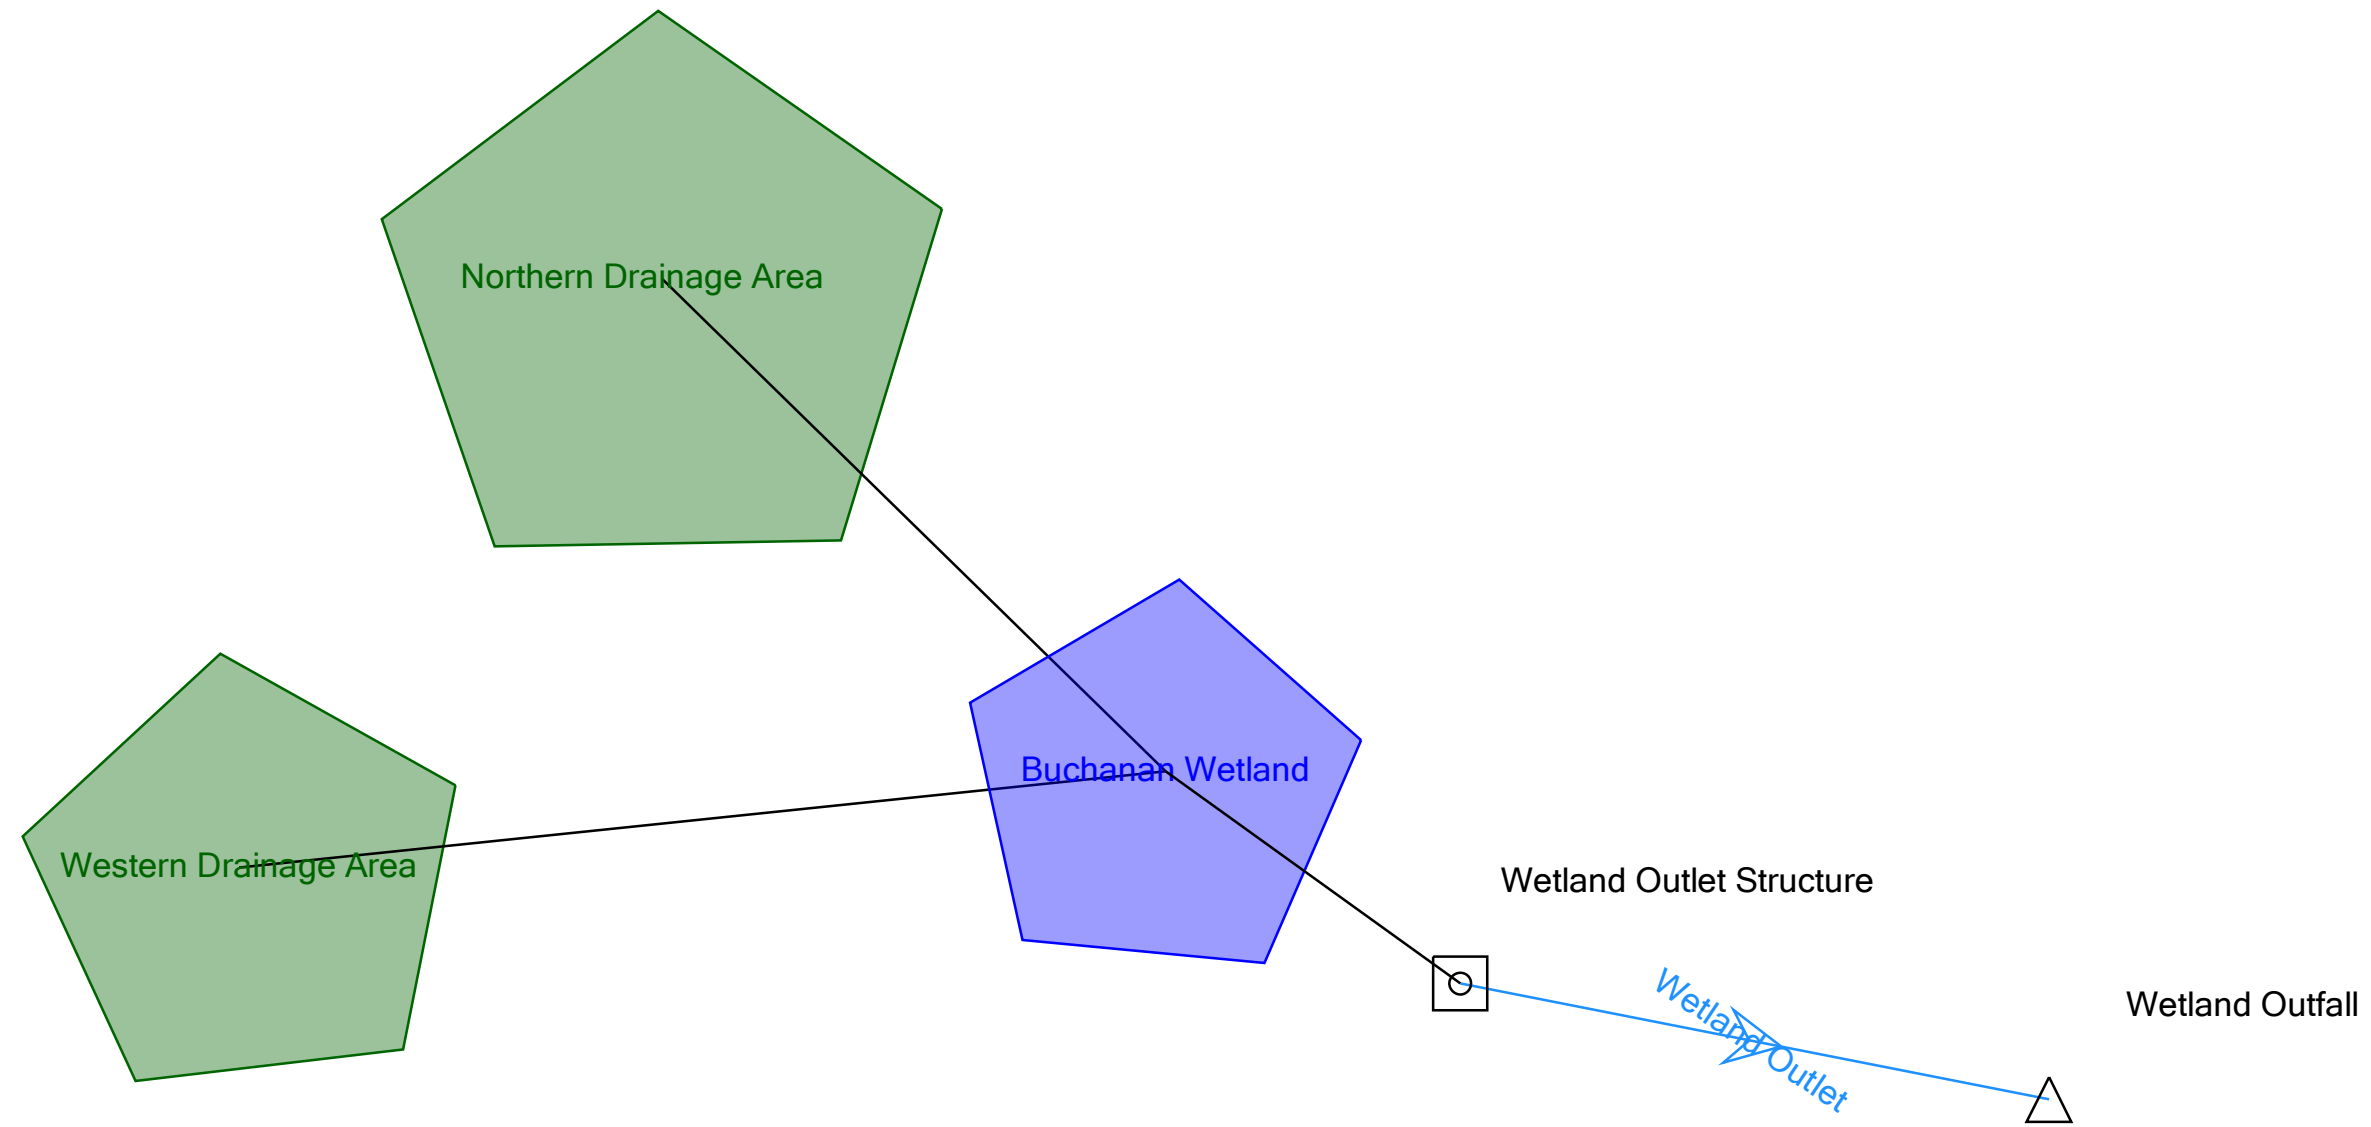 Northern Drainage Area
Buchanan Wetland
Western Drainage Area
Wetland Outlet Structure
Wetland Outlet
Wetland Outfall